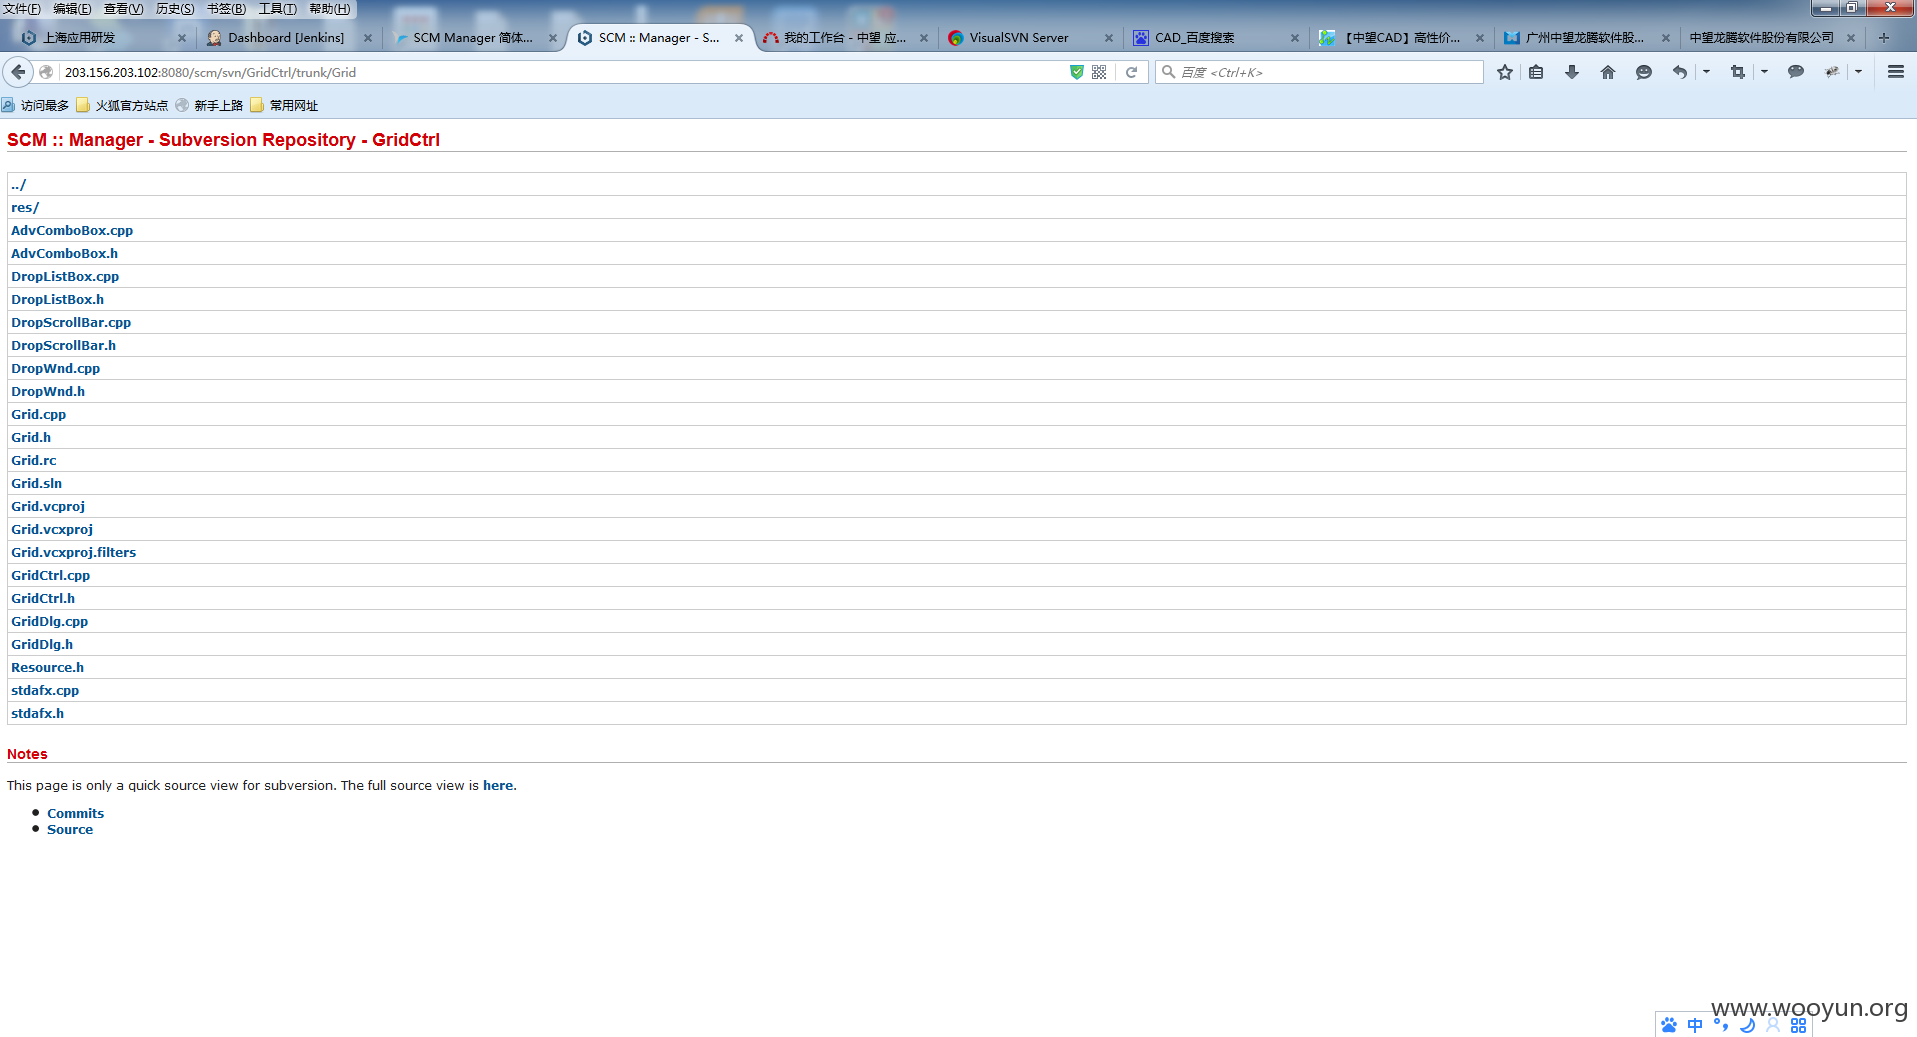 文件(F) 编辑(E) 查看(V) 历史(S) 书签(B) 工具(T) 帮助(H)
上海应用研发 Dashboard [Jenkins] SCM Manager 简体... SCM :: Manager - S... 我的工作台 - 中望 应... VisualSVN Server CAD_百度搜索 【中望CAD】高性价... 广州中望龙腾软件股... 中望龙腾软件股份有限公司
203.156.203.102:8080/scm/svn/GridCtrl/trunk/Grid 百度 <Ctrl+K>
访问最多 火狐官方站点 新手上路 常用网址
SCM :: Manager - Subversion Repository - GridCtrl
../
res/
AdvComboBox.cpp
AdvComboBox.h
DropListBox.cpp
DropListBox.h
DropScrollBar.cpp
DropScrollBar.h
DropWnd.cpp
DropWnd.h
Grid.cpp
Grid.h
Grid.rc
Grid.sln
Grid.vcproj
Grid.vcxproj
Grid.vcxproj.filters
GridCtrl.cpp
GridCtrl.h
GridDlg.cpp
GridDlg.h
Resource.h
stdafx.cpp
stdafx.h
Notes
This page is only a quick source view for subversion. The full source view is here.
Commits
Source
www.wooyun.org
中